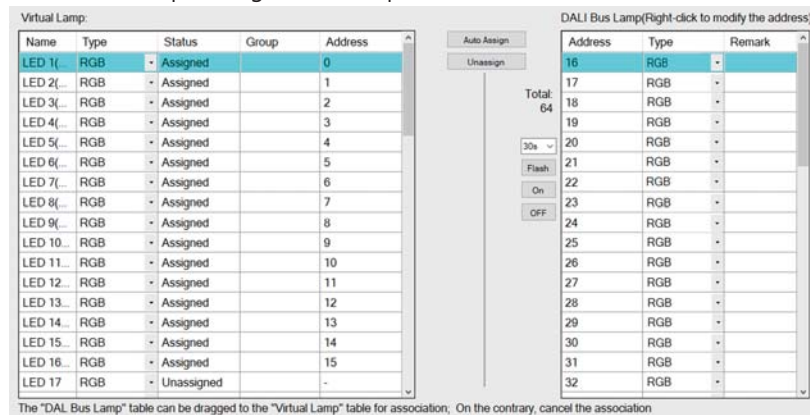 Virtual Lamp:
Name Type Status Group Address
LED 1(... RGB Assigned 0
LED 2(... RGB Assigned 1
LED 3(... RGB Assigned 2
LED 4(... RGB Assigned 3
LED 5(... RGB Assigned 4
LED 6(... RGB Assigned 5
LED 7(... RGB Assigned 6
LED 8(... RGB Assigned 7
LED 9(... RGB Assigned 8
LED 10... RGB Assigned 9
LED 11... RGB Assigned 10
LED 12... RGB Assigned 11
LED 13... RGB Assigned 12
LED 14... RGB Assigned 13
LED 15... RGB Assigned 14
LED 16... RGB Assigned 15
LED 17 RGB Unassigned -
Auto Assign
Unassign
Total:
64
30s
Flash
On
OFF
DALI Bus Lamp(Right-click to modify the address)
Address Type Remark
16 RGB
17 RGB
18 RGB
19 RGB
20 RGB
21 RGB
22 RGB
23 RGB
24 RGB
25 RGB
26 RGB
27 RGB
28 RGB
29 RGB
30 RGB
31 RGB
32 RGB
The "DAL Bus Lamp" table can be dragged to the "Virtual Lamp" table for association; On the contrary, cancel the association